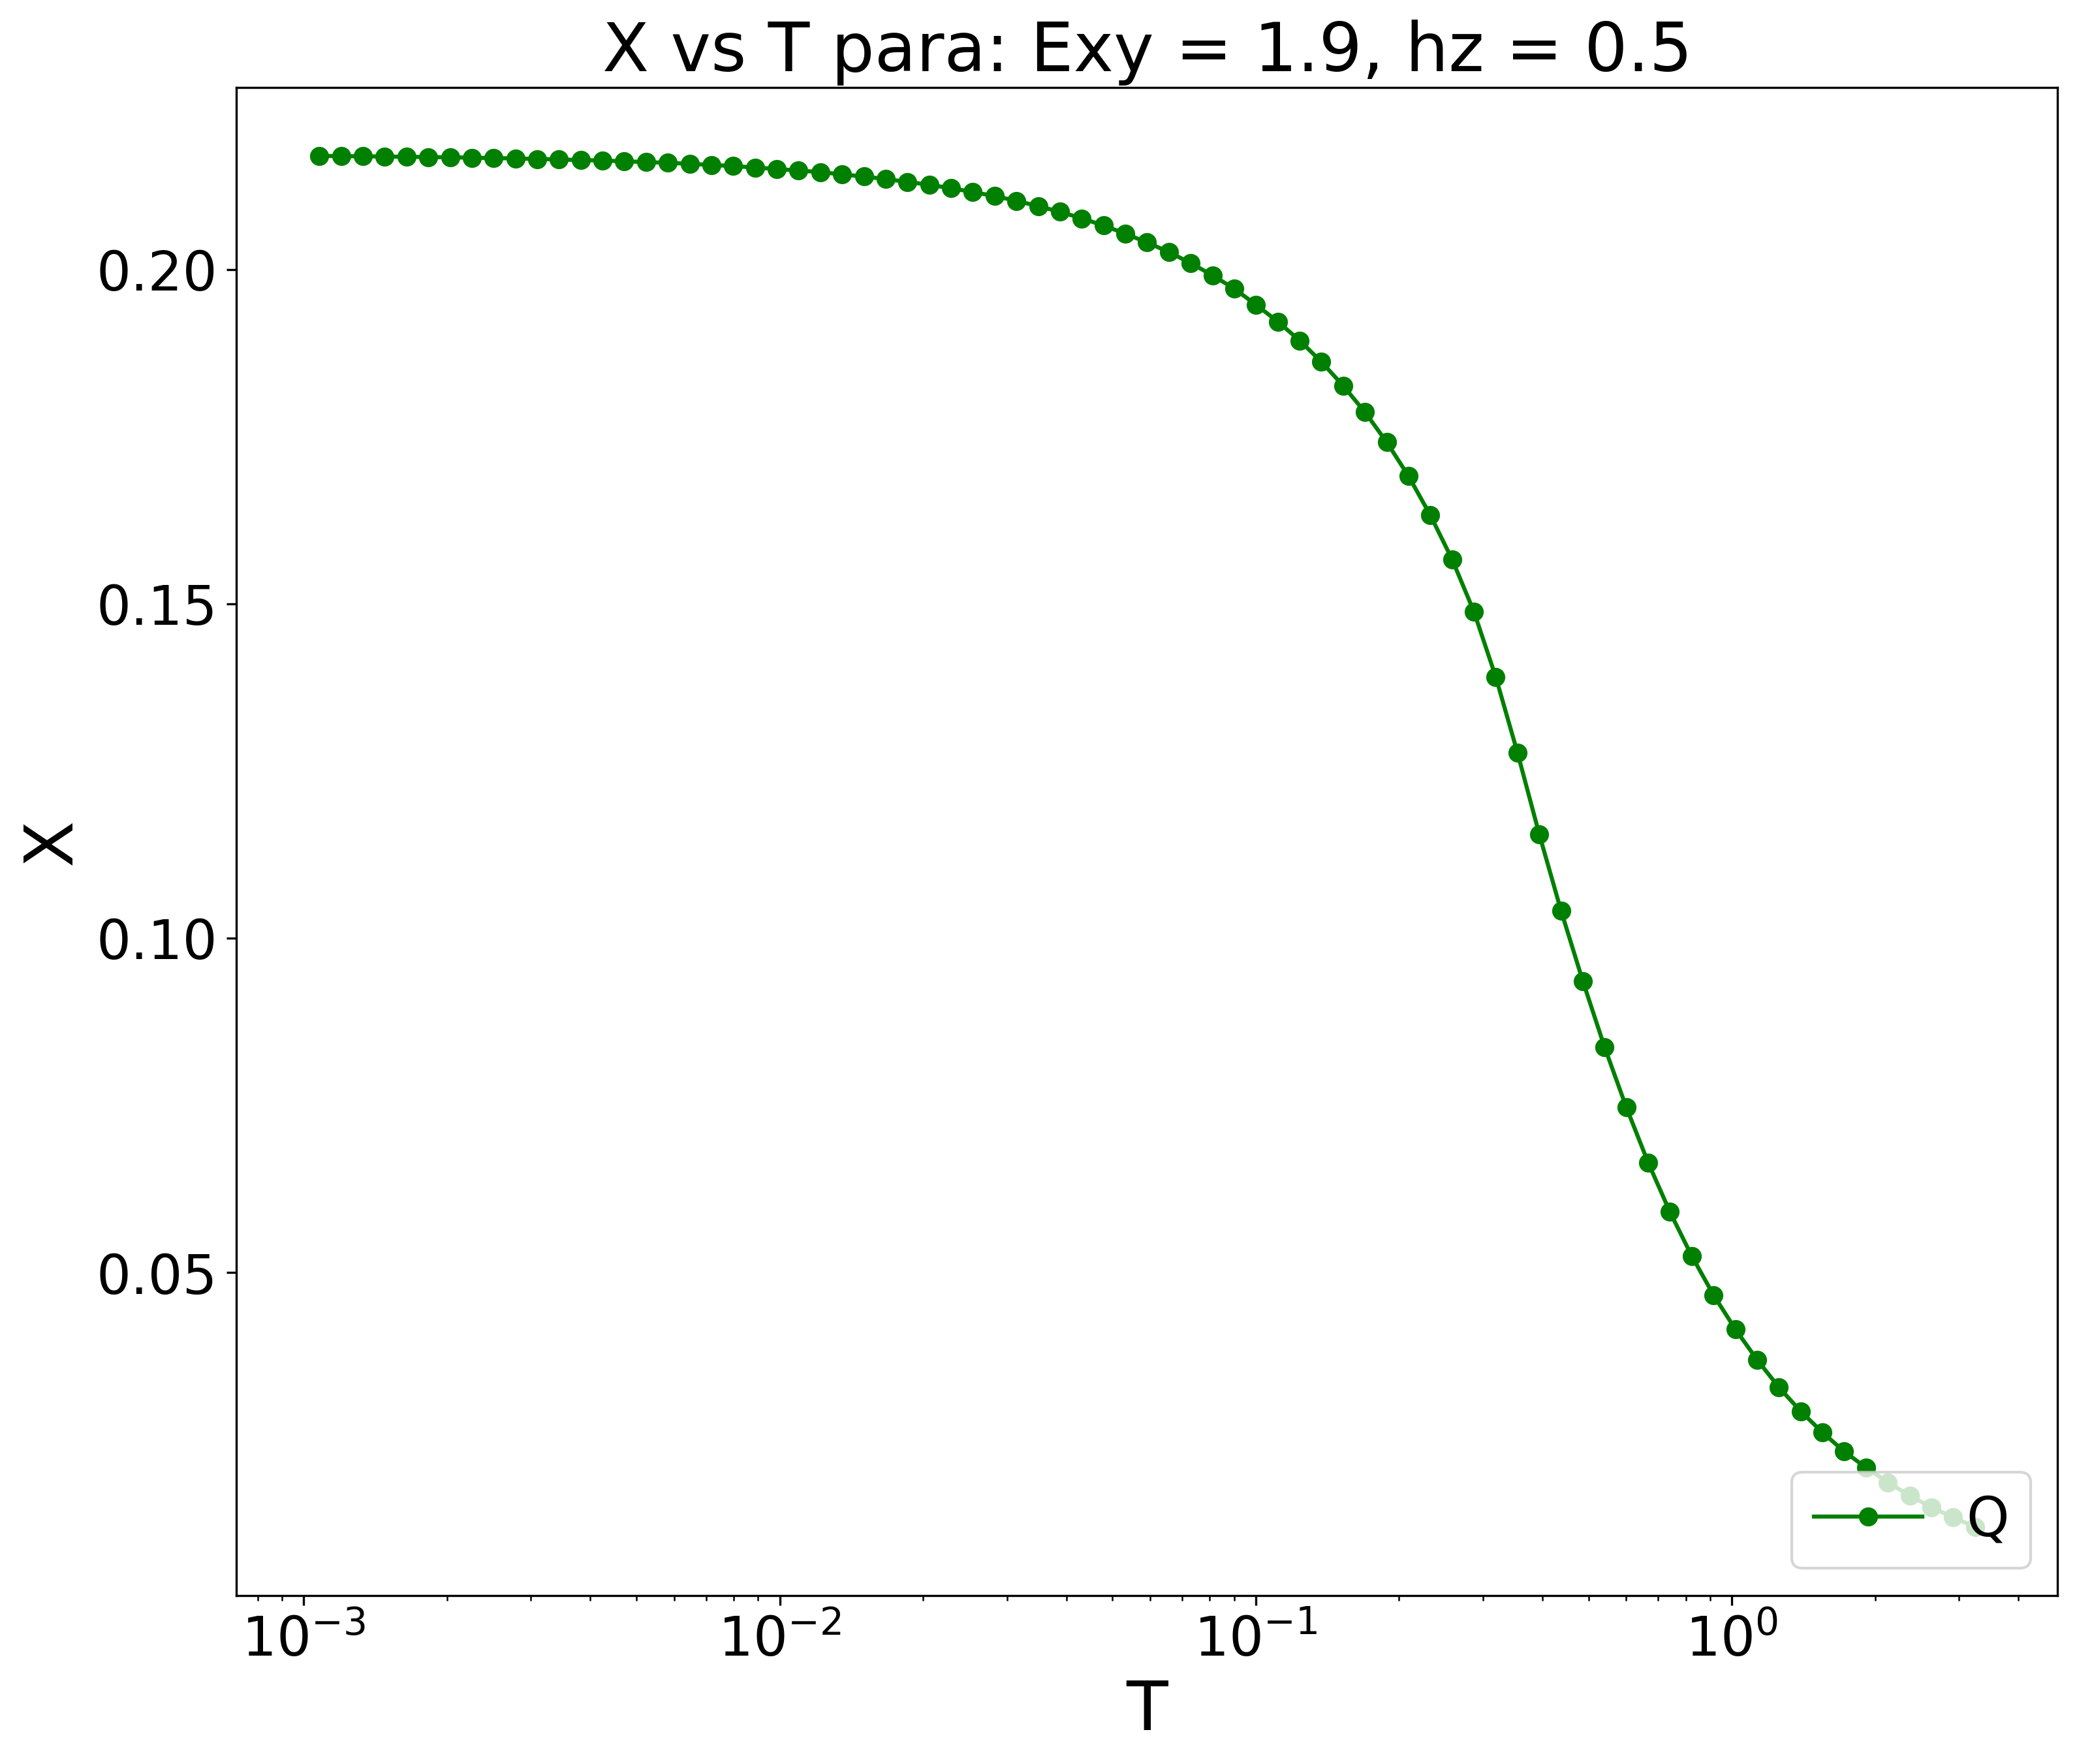 X vs T para: Exy = 1.9, hz = 0.5
X
0.20
0.15
0.10
0.05
Q
10⁻³ 10⁻² 10⁻¹ 10⁰
T